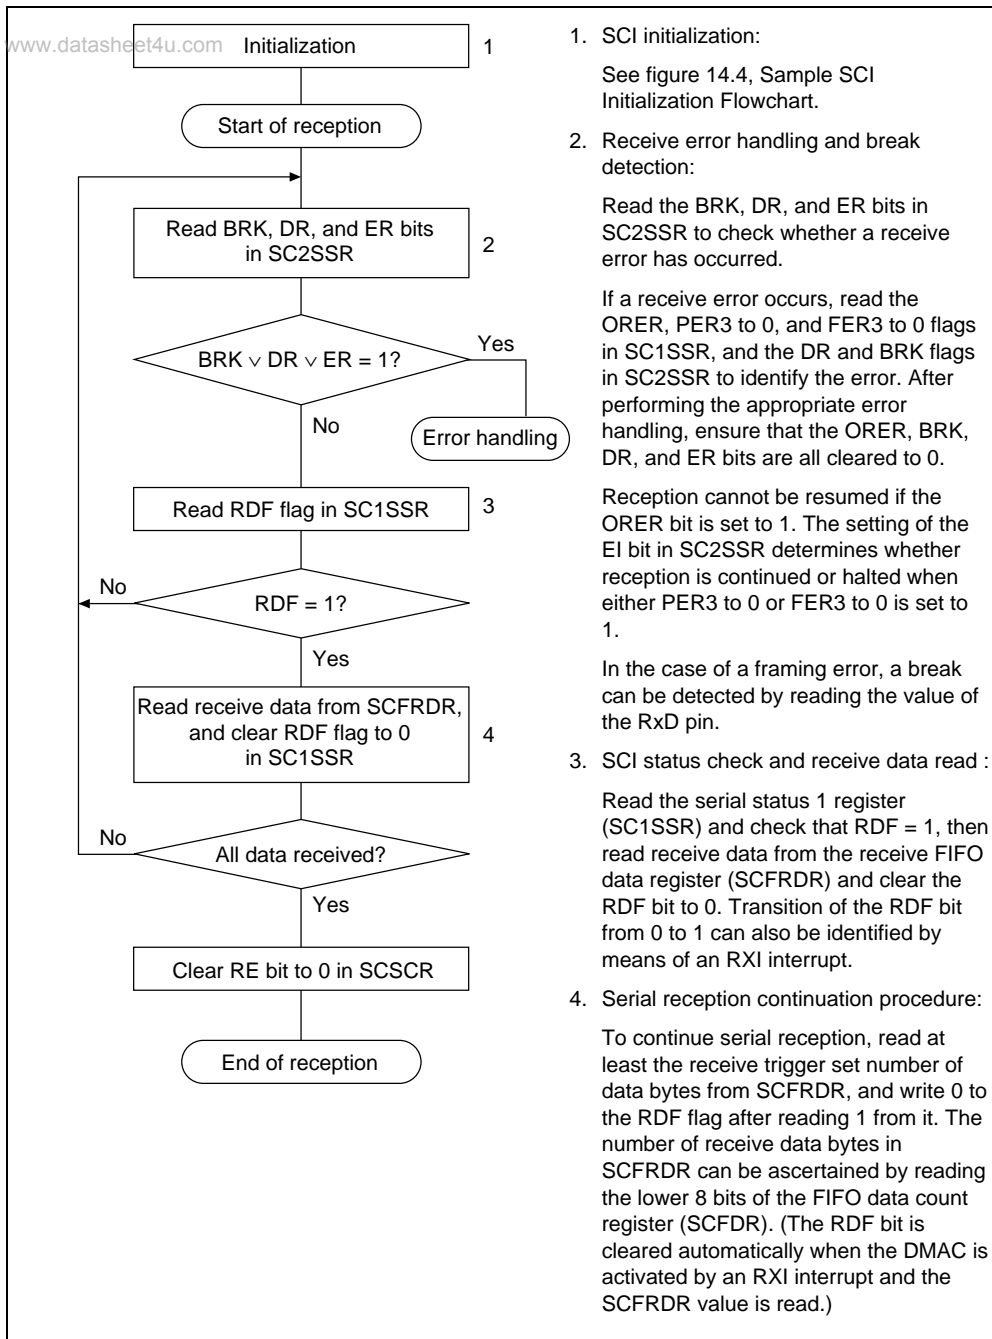 www.datasheet4u.com
Initialization
1
Start of reception
Read BRK, DR, and ER bits
in SC2SSR
2
BRK ∨ DR ∨ ER = 1?
Yes
No
Error handling
Read RDF flag in SC1SSR
3
No
RDF = 1?
Yes
Read receive data from SCFRDR,
and clear RDF flag to 0
in SC1SSR
4
No
All data received?
Yes
Clear RE bit to 0 in SCSCR
End of reception
1. SCI initialization:
See figure 14.4, Sample SCI
Initialization Flowchart.
2. Receive error handling and break
detection:
Read the BRK, DR, and ER bits in
SC2SSR to check whether a receive
error has occurred.
If a receive error occurs, read the
ORER, PER3 to 0, and FER3 to 0 flags
in SC1SSR, and the DR and BRK flags
in SC2SSR to identify the error. After
performing the appropriate error
handling, ensure that the ORER, BRK,
DR, and ER bits are all cleared to 0.
Reception cannot be resumed if the
ORER bit is set to 1. The setting of the
EI bit in SC2SSR determines whether
reception is continued or halted when
either PER3 to 0 or FER3 to 0 is set to
1.
In the case of a framing error, a break
can be detected by reading the value of
the RxD pin.
3. SCI status check and receive data read :
Read the serial status 1 register
(SC1SSR) and check that RDF = 1, then
read receive data from the receive FIFO
data register (SCFRDR) and clear the
RDF bit to 0. Transition of the RDF bit
from 0 to 1 can also be identified by
means of an RXI interrupt.
4. Serial reception continuation procedure:
To continue serial reception, read at
least the receive trigger set number of
data bytes from SCFRDR, and write 0 to
the RDF flag after reading 1 from it. The
number of receive data bytes in
SCFRDR can be ascertained by reading
the lower 8 bits of the FIFO data count
register (SCFDR). (The RDF bit is
cleared automatically when the DMAC is
activated by an RXI interrupt and the
SCFRDR value is read.)